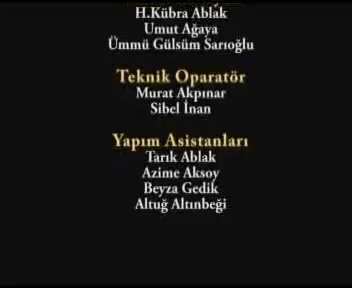 H.Kübra Ablak
Umut Ağaya
Ümmü Gülsüm Sarıoğlu
Teknik Oparatör
Murat Akpınar
Sibel İnan
Yapım Asistanları
Tarık Ablak
Azime Aksoy
Beyza Gedik
Altuğ Altınbeği